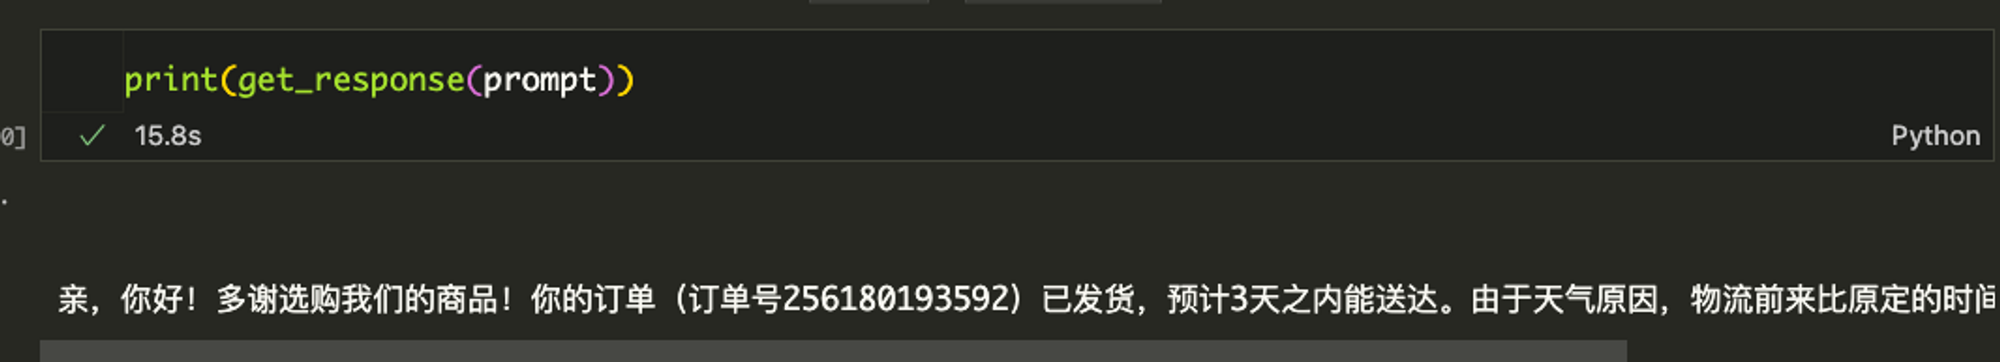 print(get_response(prompt))
0]
15.8s
Python
亲，你好！多谢选购我们的商品！你的订单（订单号256180193592）已发货，预计3天之内能送达。由于天气原因，物流前来比原定的时间